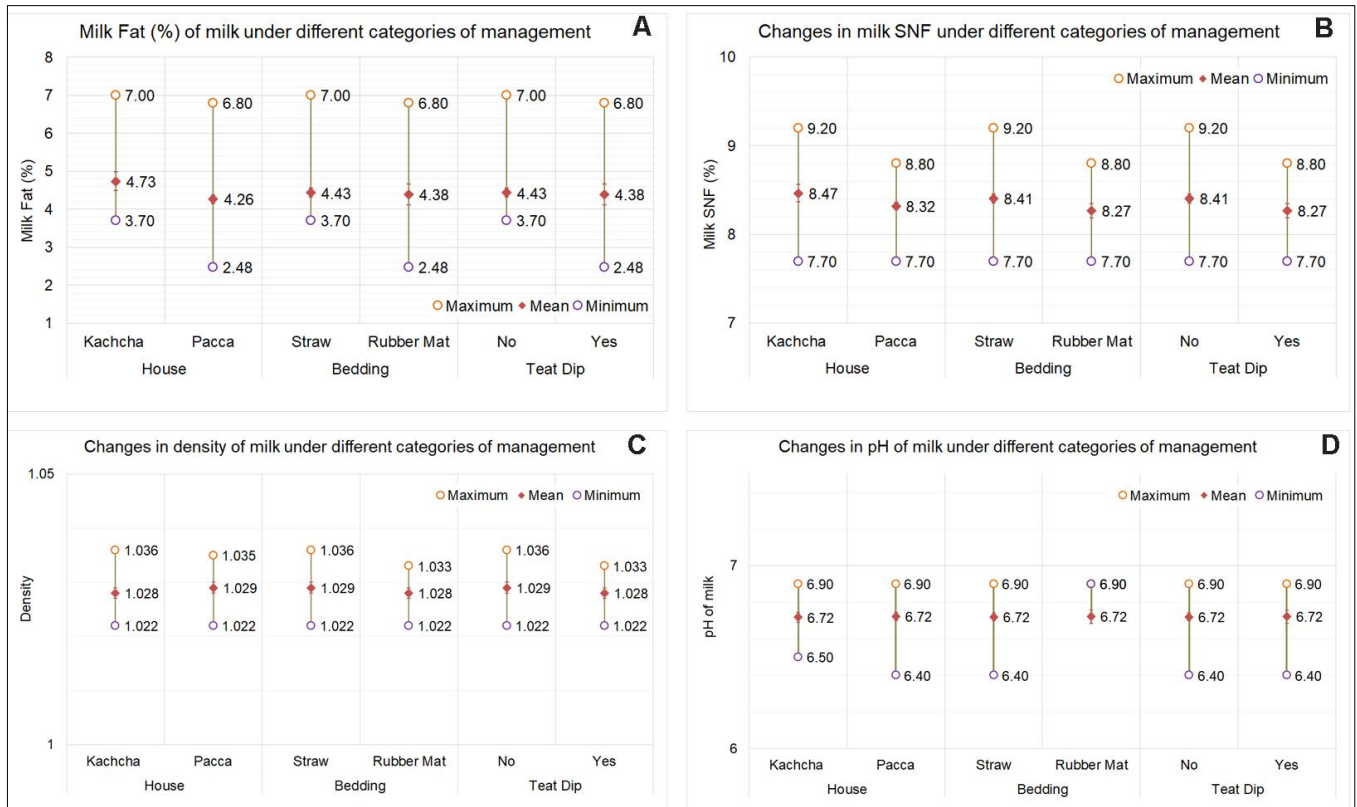 Milk Fat (%) of milk under different categories of management A
8
7
6
5
4
3
2
1
Milk Fat (%)
7.00 6.80 7.00 6.80 7.00 6.80
4.73 4.26 4.43 4.38 4.43 4.38
3.70 2.48 3.70 2.48 3.70 2.48
Maximum Mean Minimum
Kachcha Pacca Straw Rubber Mat No Yes
House Bedding Teat Dip
Changes in milk SNF under different categories of management B
10
9
8
7
Milk SNF (%)
Maximum Mean Minimum
9.20 8.80 9.20 8.80 9.20 8.80
8.47 8.32 8.41 8.27 8.41 8.27
7.70 7.70 7.70 7.70 7.70 7.70
Kachcha Pacca Straw Rubber Mat No Yes
House Bedding Teat Dip
Changes in density of milk under different categories of management C
1.05
1
Density
Maximum Mean Minimum
1.036 1.035 1.036 1.033 1.036 1.033
1.028 1.029 1.029 1.028 1.029 1.028
1.022 1.022 1.022 1.022 1.022 1.022
Kachcha Pacca Straw Rubber Mat No Yes
House Bedding Teat Dip
Changes in pH of milk under different categories of management D
7
6
pH of milk
Maximum Mean Minimum
6.90 6.90 6.90 6.90 6.90 6.90
6.72 6.72 6.72 6.72 6.72 6.72
6.50 6.40 6.40 6.40 6.40
Kachcha Pacca Straw Rubber Mat No Yes
House Bedding Teat Dip